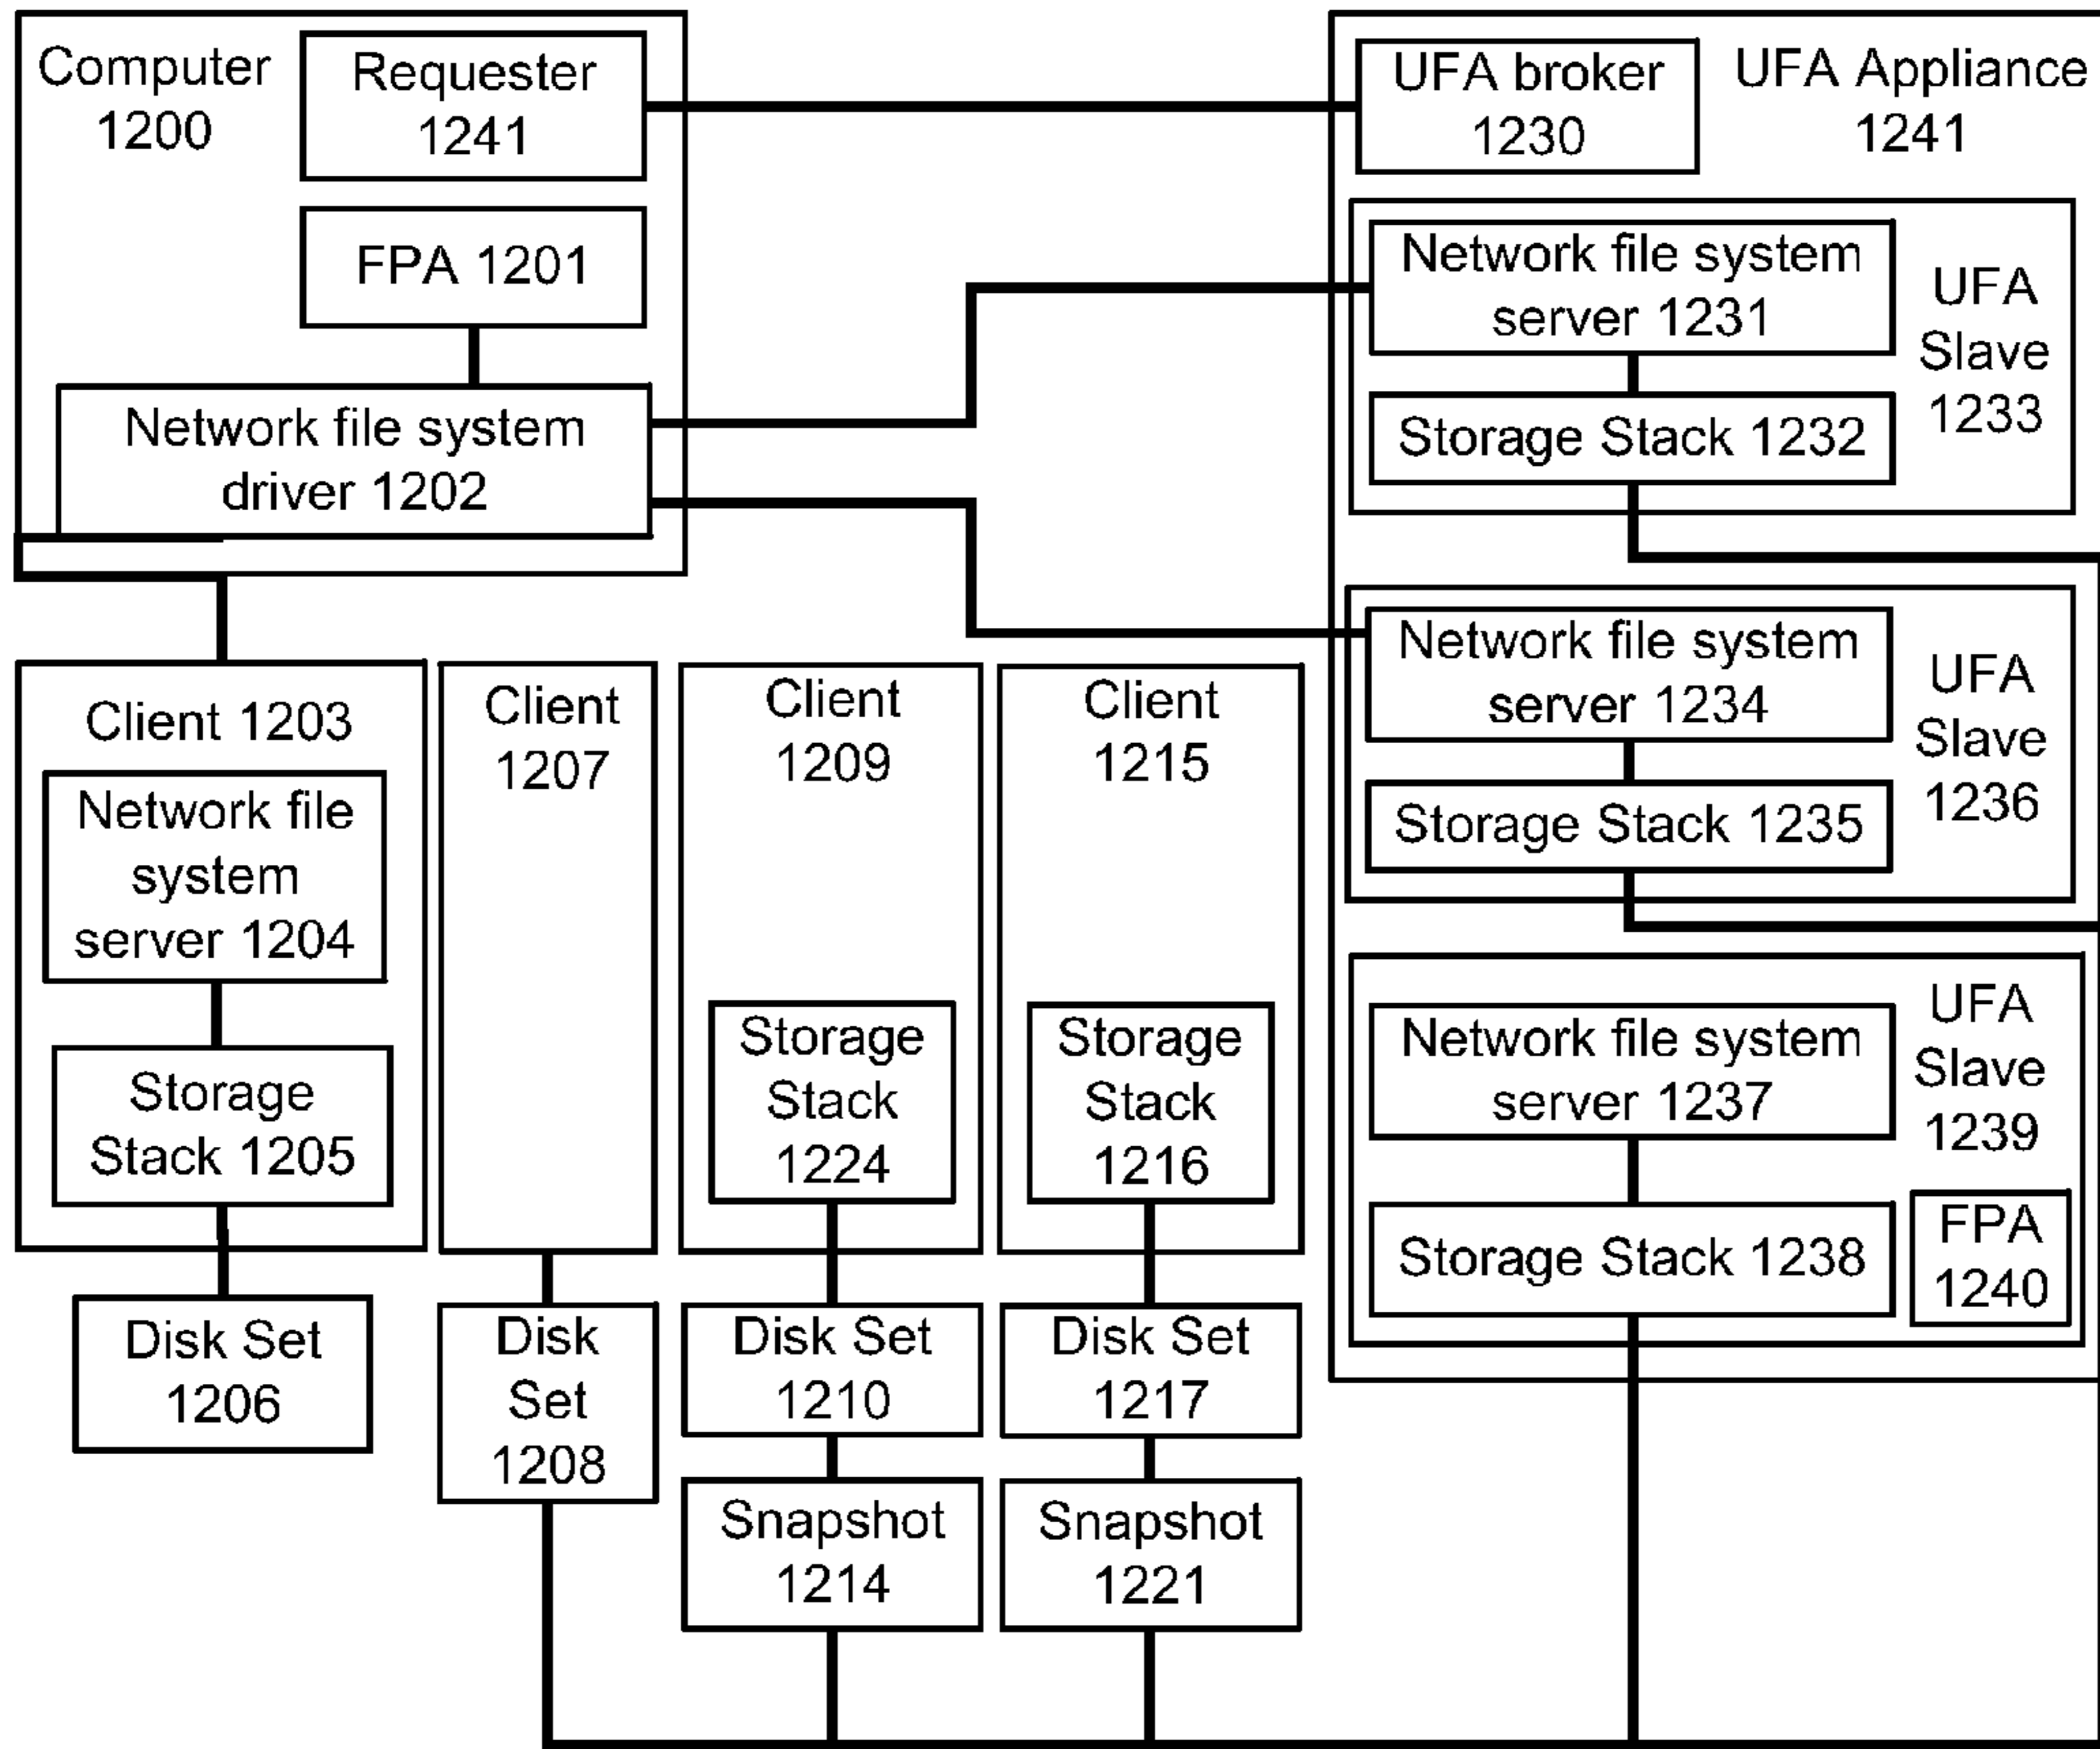 Computer
1200
Requester
1241
FPA 1201
Network file system
driver 1202
UFA broker
1230
UFA Appliance
1241
Network file system
server 1231
Storage Stack 1232
UFA
Slave
1233
Network file system
server 1234
Storage Stack 1235
UFA
Slave
1236
Network file system
server 1237
Storage Stack 1238
UFA
Slave
1239
FPA
1240
Client 1203
Network file
system
server 1204
Storage
Stack 1205
Disk Set
1206
Client
1207
Disk
Set
1208
Client
1209
Storage
Stack
1224
Disk Set
1210
Snapshot
1214
Client
1215
Storage
Stack
1216
Disk Set
1217
Snapshot
1221